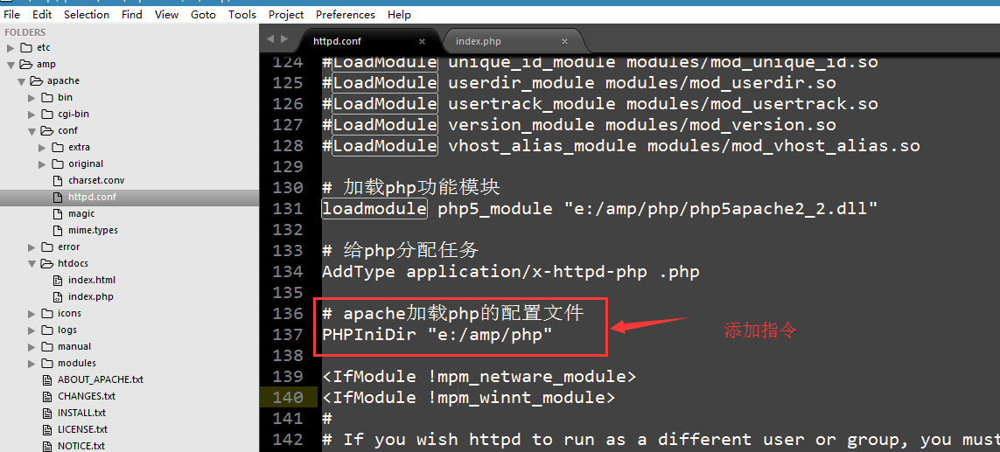 File Edit Selection Find View Goto Tools Project Preferences Help
FOLDERS
etc
amp
apache
bin
cgi-bin
conf
extra
original
charset.conv
httpd.conf
magic
mime.types
error
htdocs
index.html
index.php
icons
logs
manual
modules
ABOUT_APACHE.txt
CHANGES.txt
INSTALL.txt
LICENSE.txt
NOTICE.txt
httpd.conf × index.php ×
124 #LoadModule unique_id_module modules/mod_unique_id.so
125 #LoadModule userdir_module modules/mod_userdir.so
126 #LoadModule usertrack_module modules/mod_usertrack.so
127 #LoadModule version_module modules/mod_version.so
128 #LoadModule vhost_alias_module modules/mod_vhost_alias.so
129
130 # 加载php功能模块
131 loadmodule php5_module "e:/amp/php/php5apache2_2.dll"
132
133 # 给php分配任务
134 AddType application/x-httpd-php .php
135
136 # apache加载php的配置文件
137 PHPIniDir "e:/amp/php"
添加指令
138
139 <IfModule !mpm_netware_module>
140 <IfModule !mpm_winnt_module>
141 #
142 # If you wish httpd to run as a different user or group, you must